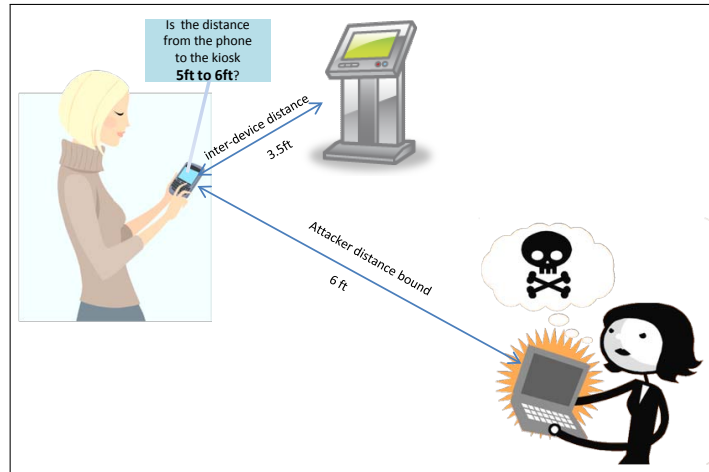 Is the distance
from the phone
to the kiosk
5ft to 6ft?
inter-device distance
3.5ft
Attacker distance bound
6 ft